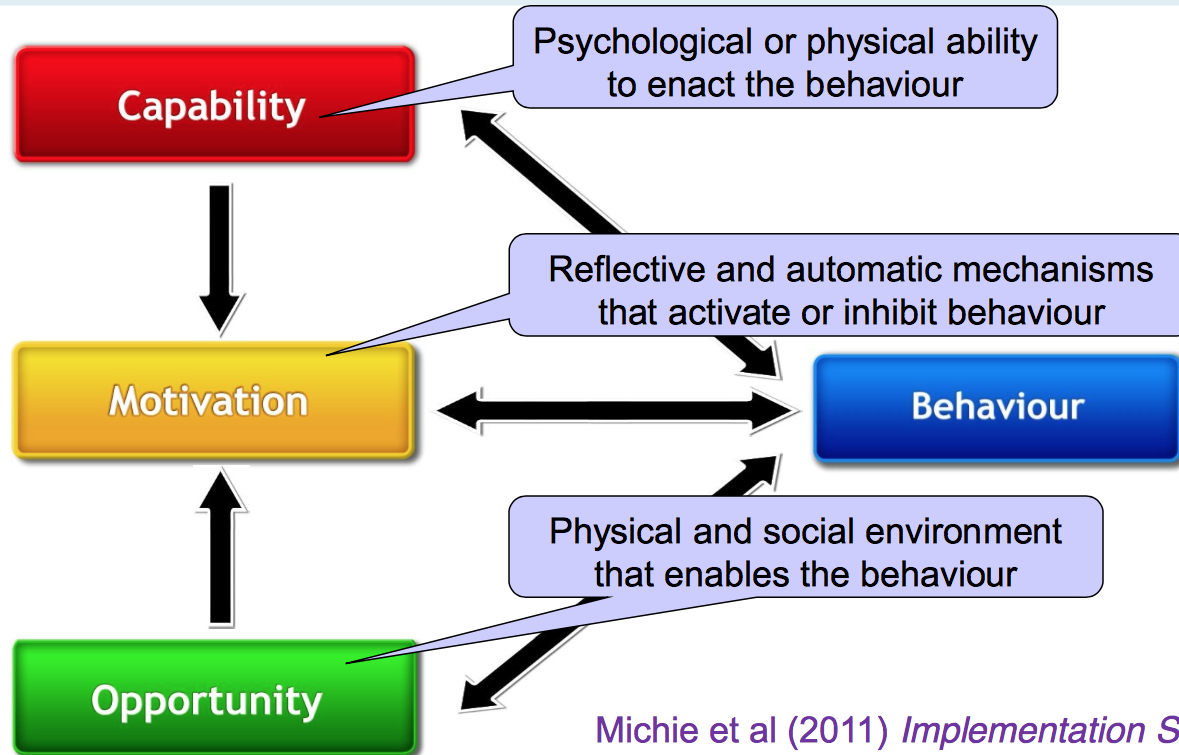 Psychological or physical ability
to enact the behaviour
Capability
Reflective and automatic mechanisms
that activate or inhibit behaviour
Motivation
Behaviour
Physical and social environment
that enables the behaviour
Opportunity
Michie et al (2011) Implementation S